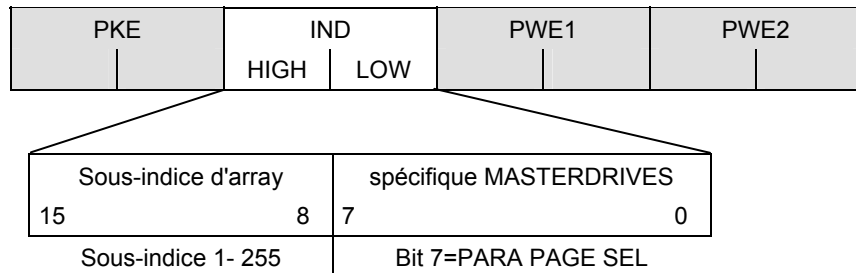 PKE IND PWE1 PWE2
HIGH LOW
Sous-indice d'array spécifique MASTERDRIVES
15 8 7 0
Sous-indice 1- 255 Bit 7=PARA PAGE SEL